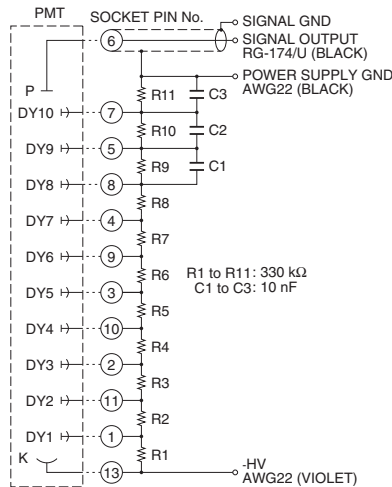 PMT
SOCKET PIN No.
SIGNAL GND
6
SIGNAL OUTPUT
RG-174/U (BLACK)
POWER SUPPLY GND
AWG22 (BLACK)
P
R11
C3
DY10
7
R10
C2
DY9
5
R9
C1
DY8
8
R8
DY7
4
R7
DY6
9
R6
R1 to R11: 330 kΩ
C1 to C3: 10 nF
DY5
3
R5
DY4
10
R4
DY3
2
R3
DY2
11
R2
DY1
1
R1
K
13
-HV
AWG22 (VIOLET)